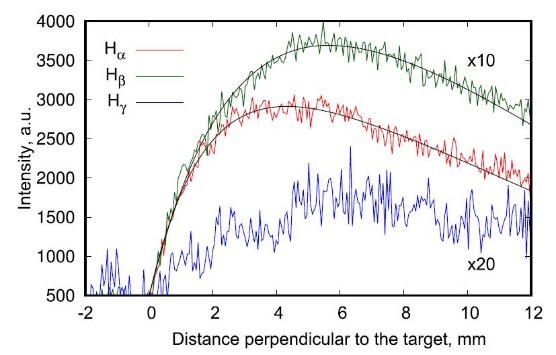 4000
3500
3000
2500
2000
1500
1000
500
Intensity, a.u.
Hα
Hβ
Hγ
x10
x20
-2 0 2 4 6 8 10 12
Distance perpendicular to the target, mm